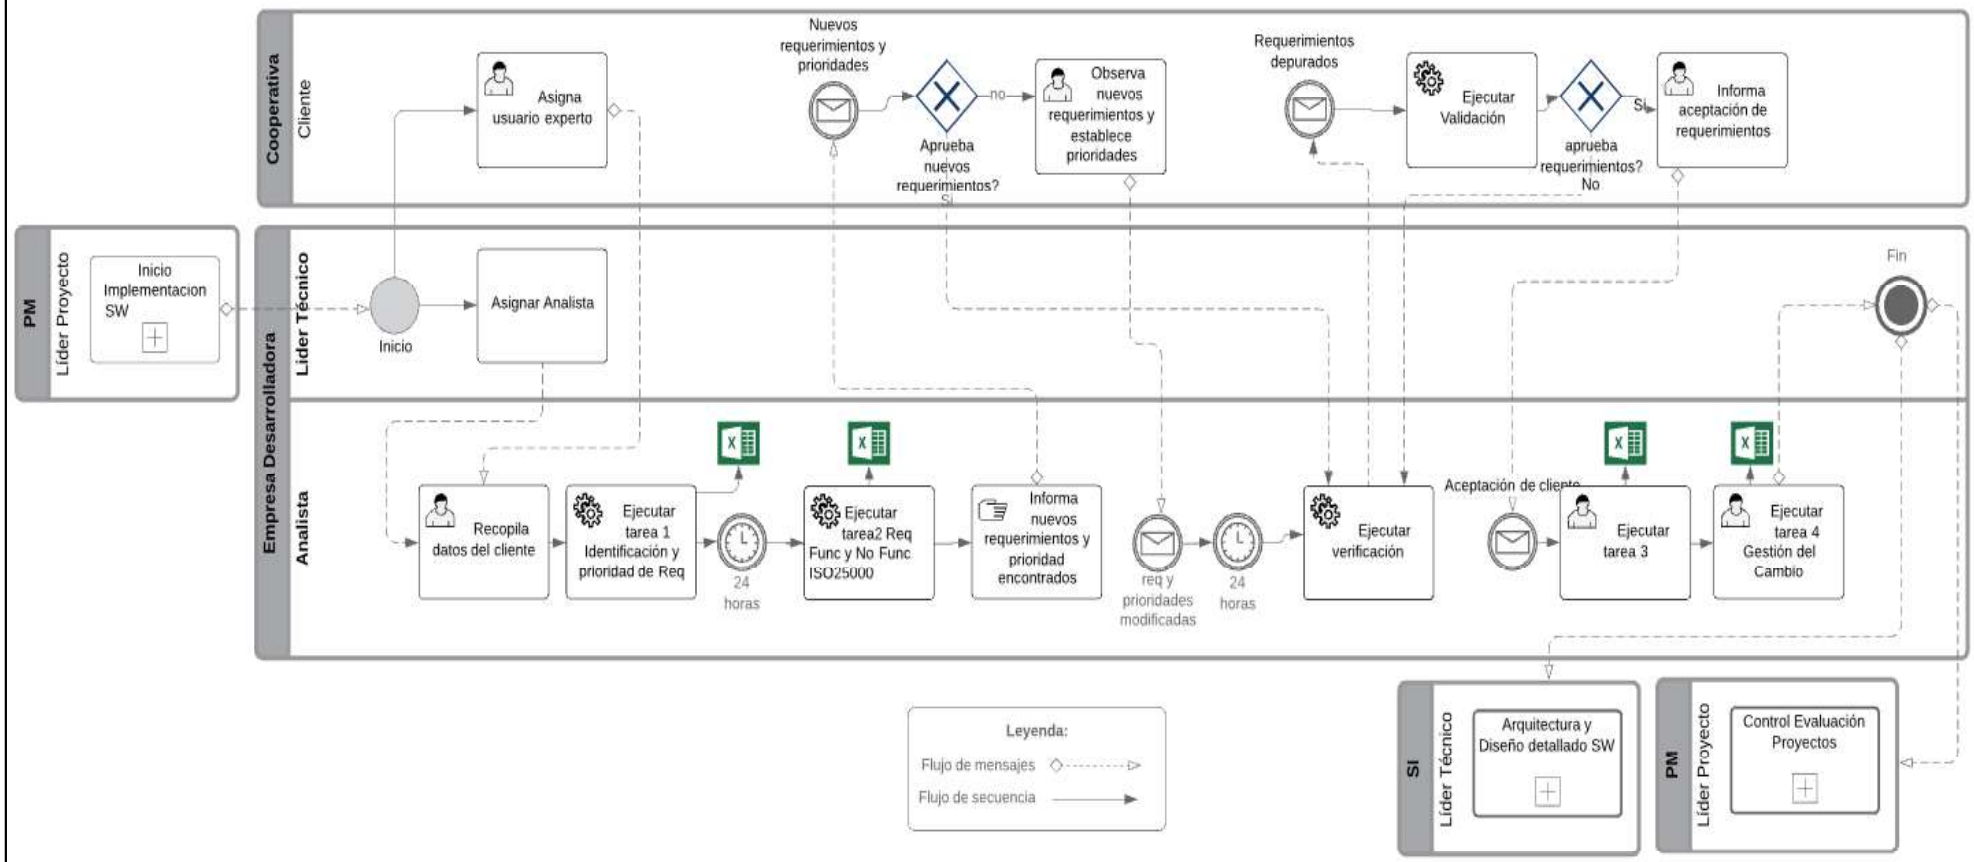 Cooperativa
Cliente
Asigna
usuario experto
Nuevos
requerimientos y
prioridades
Aprueba
nuevos
requerimientos?
Si
no
Observa
nuevos
requerimientos y
establece
prioridades
Requerimientos
depurados
Ejecutar
Validación
aprueba
requerimientos?
No
Si
Informa
aceptación de
requerimientos
PM
Líder Proyecto
Inicio
Implementacion
SW
Empresa Desarrolladora
Líder Técnico
Inicio
Asignar Analista
Fin
Analista
Recopila
datos del cliente
Ejecutar
tarea 1
Identificación y
prioridad de Req
24
horas
Ejecutar
tarea2 Req
Func y No Func
ISO25000
Informa
nuevos
requerimientos y
prioridad
encontrados
req y
prioridades
modificadas
24
horas
Ejecutar
verificación
Aceptación de cliente
Ejecutar
tarea 3
Ejecutar
tarea 4
Gestión del
Cambio
X
X
X
X
Leyenda:
Flujo de mensajes
Flujo de secuencia
SI
Líder Técnico
Arquitectura y
Diseño detallado SW
PM
Líder Proyecto
Control Evaluación
Proyectos